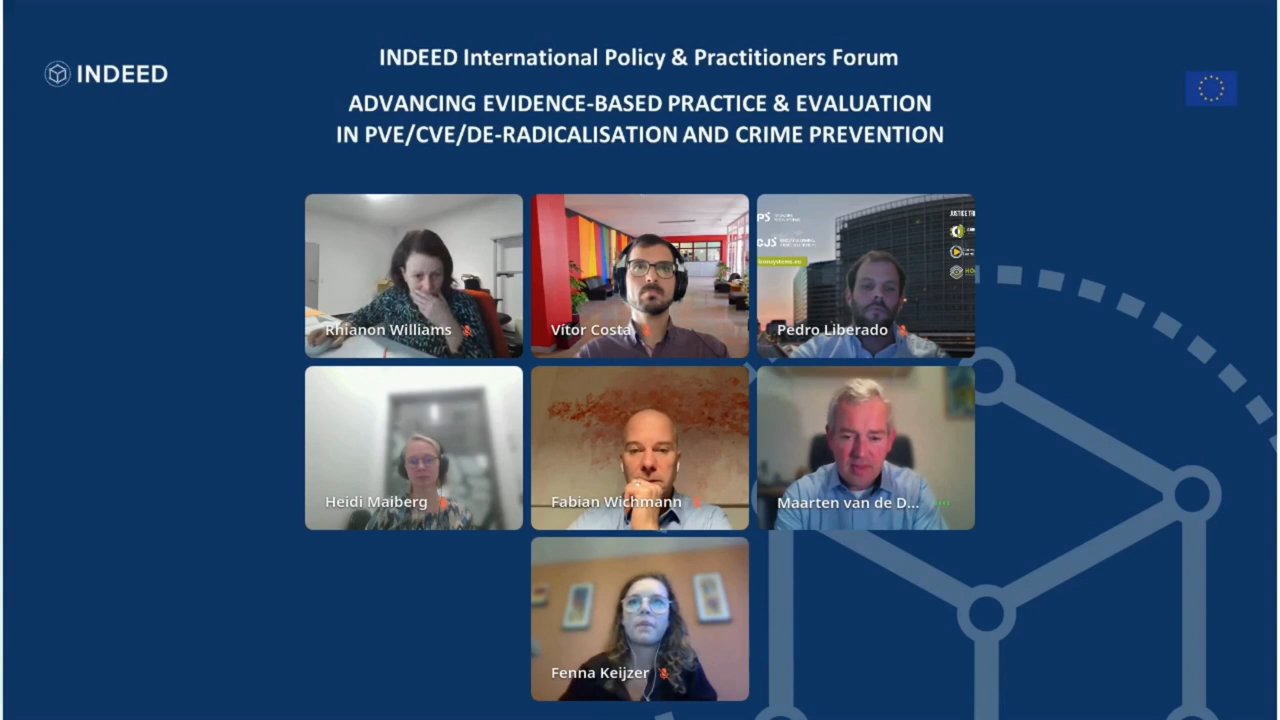 INDEED
INDEED International Policy & Practitioners Forum
ADVANCING EVIDENCE-BASED PRACTICE & EVALUATION
IN PVE/CVE/DE-RADICALISATION AND CRIME PREVENTION
Rhianon Williams
Vítor Costa
Pedro Liberado
Heidi Maiberg
Fabian Wichmann
Maarten van de D...
Fenna Keijzer